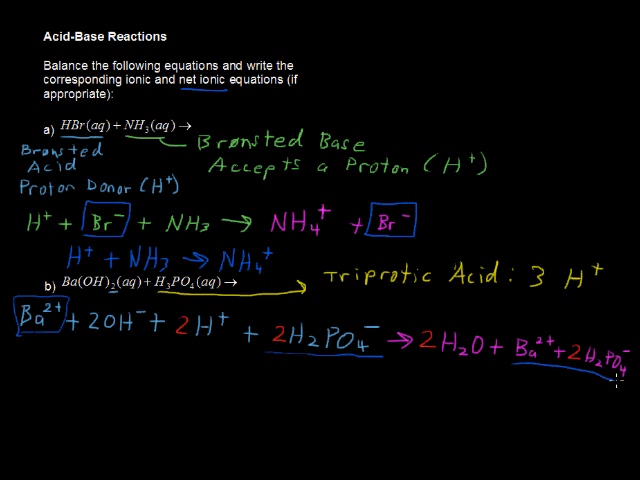 Acid-Base Reactions
Balance the following equations and write the
corresponding ionic and net ionic equations (if
appropriate):
a) HBr(aq) + NH₃(aq) →
Brønsted Base
Accepts a Proton (H⁺)
Brønsted
Acid
Proton Donor (H⁺)
H⁺ + Br⁻ + NH₃ → NH₄⁺ + Br⁻
H⁺ + NH₃ → NH₄⁺
b) Ba(OH)₂(aq) + H₃PO₄(aq) →
Triprotic Acid: 3 H⁺
Ba²⁺ + 2OH⁻ + 2H⁺ + 2H₂PO₄⁻ → 2H₂O + Ba²⁺ + 2H₂PO₄⁻